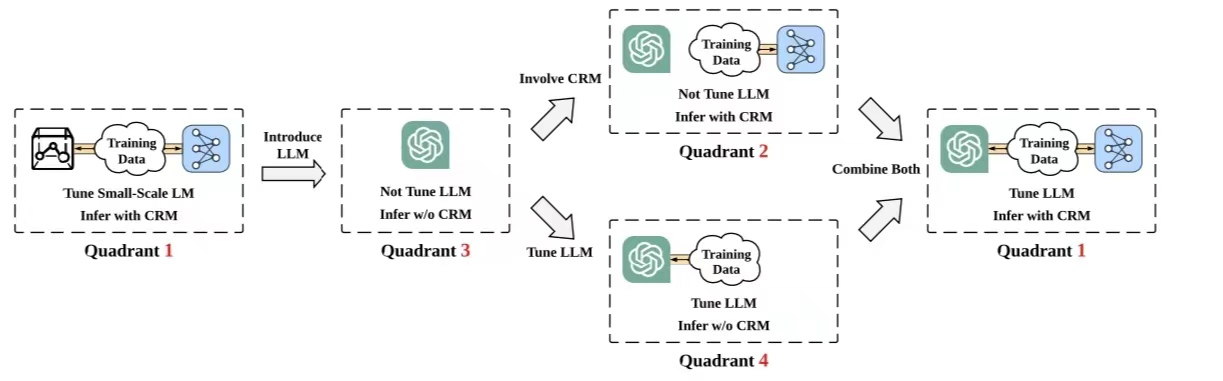 Training
Data
Tune Small-Scale LM
Infer with CRM
Quadrant 1
Introduce
LLM
Not Tune LLM
Infer w/o CRM
Quadrant 3
Involve CRM
Tune LLM
Training
Data
Not Tune LLM
Infer with CRM
Quadrant 2
Training
Data
Tune LLM
Infer w/o CRM
Quadrant 4
Combine Both
Training
Data
Tune LLM
Infer with CRM
Quadrant 1